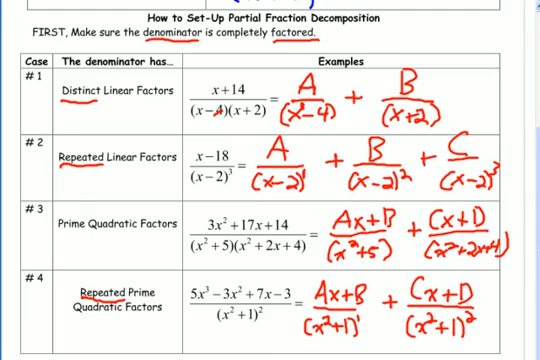 How to Set-Up Partial Fraction Decomposition
FIRST, Make sure the denominator is completely factored.
Case The denominator has... Examples
# 1 Distinct Linear Factors (x+14)/((x−4)(x+2)) = A/(x−4) + B/(x+2)
# 2 Repeated Linear Factors (x−18)/(x−2)³ = A/(x−2)¹ + B/(x−2)² + C/(x−2)³
# 3 Prime Quadratic Factors (3x²+17x+14)/((x²+5)(x²+2x+4)) = (Ax+B)/(x²+5) + (Cx+D)/(x²+2x+4)
# 4 Repeated Prime Quadratic Factors (5x³−3x²+7x−3)/(x²+1)² = (Ax+B)/(x²+1)¹ + (Cx+D)/(x²+1)²